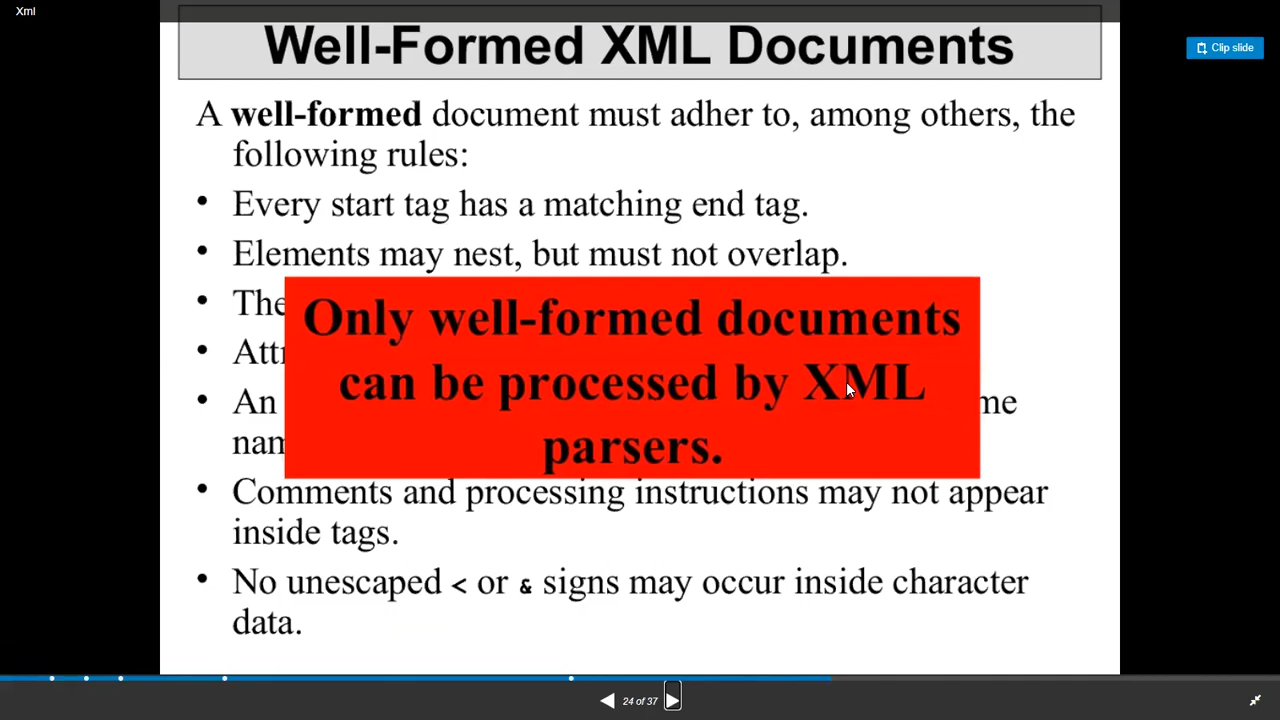 Xml
Well-Formed XML Documents
Clip slide
A well-formed document must adher to, among others, the
following rules:
• Every start tag has a matching end tag.
• Elements may nest, but must not overlap.
• The
• Attr
• An
me
nam
Only well-formed documents
can be processed by XML
parsers.
• Comments and processing instructions may not appear
inside tags.
• No unescaped < or & signs may occur inside character
data.
24 of 37